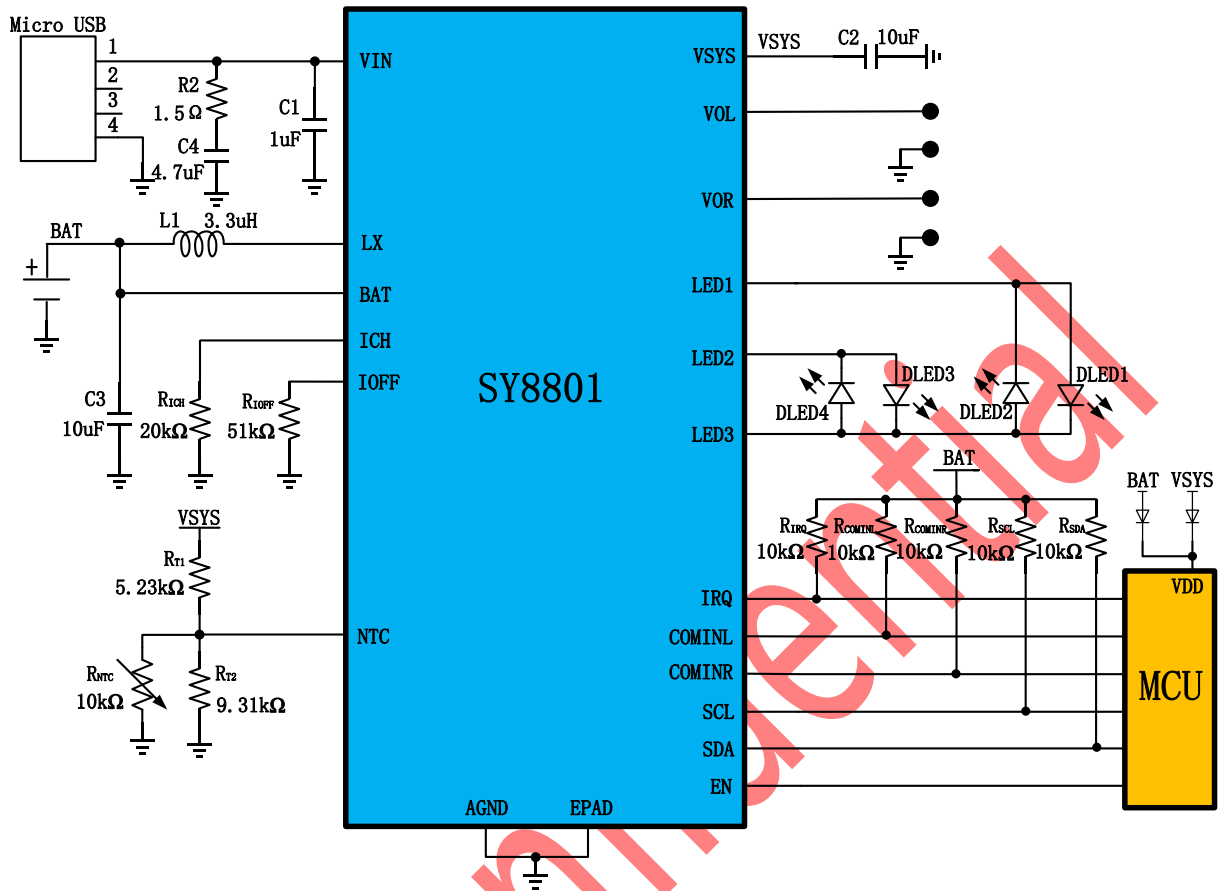 Micro USB
1
2
3
4
R2
1.5Ω
C4
4.7uF
C1
1uF
VIN
L1 3.3uH
BAT
+
LX
BAT
ICH
IOFF
C3
10uF
RICH
20kΩ
RIOFF
51kΩ
VSYS
RT1
5.23kΩ
NTC
RNTC
10kΩ
RT2
9.31kΩ
SY8801
AGND EPAD
VSYS
VSYS
C2 10uF
VOL
VOR
LED1
LED2
LED3
DLED4
DLED3
DLED2
DLED1
BAT
RIRQ
10kΩ
RCOMINL
10kΩ
RCOMINR
10kΩ
RSCL
10kΩ
RSDA
10kΩ
BAT VSYS
VDD
MCU
IRQ
COMINL
COMINR
SCL
SDA
EN